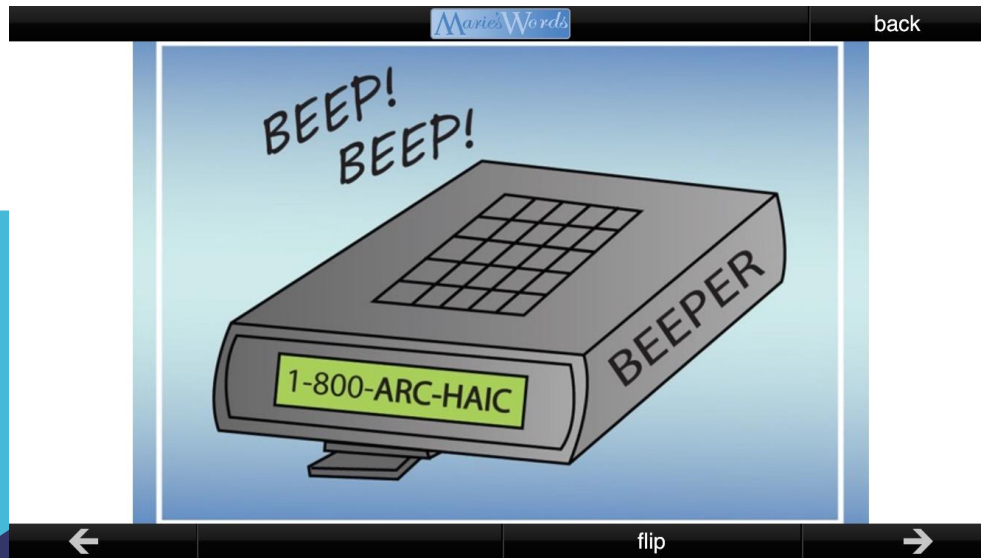 Marie's Words
back
BEEP!
BEEP!
BEEPER
1-800-ARC-HAIC
flip